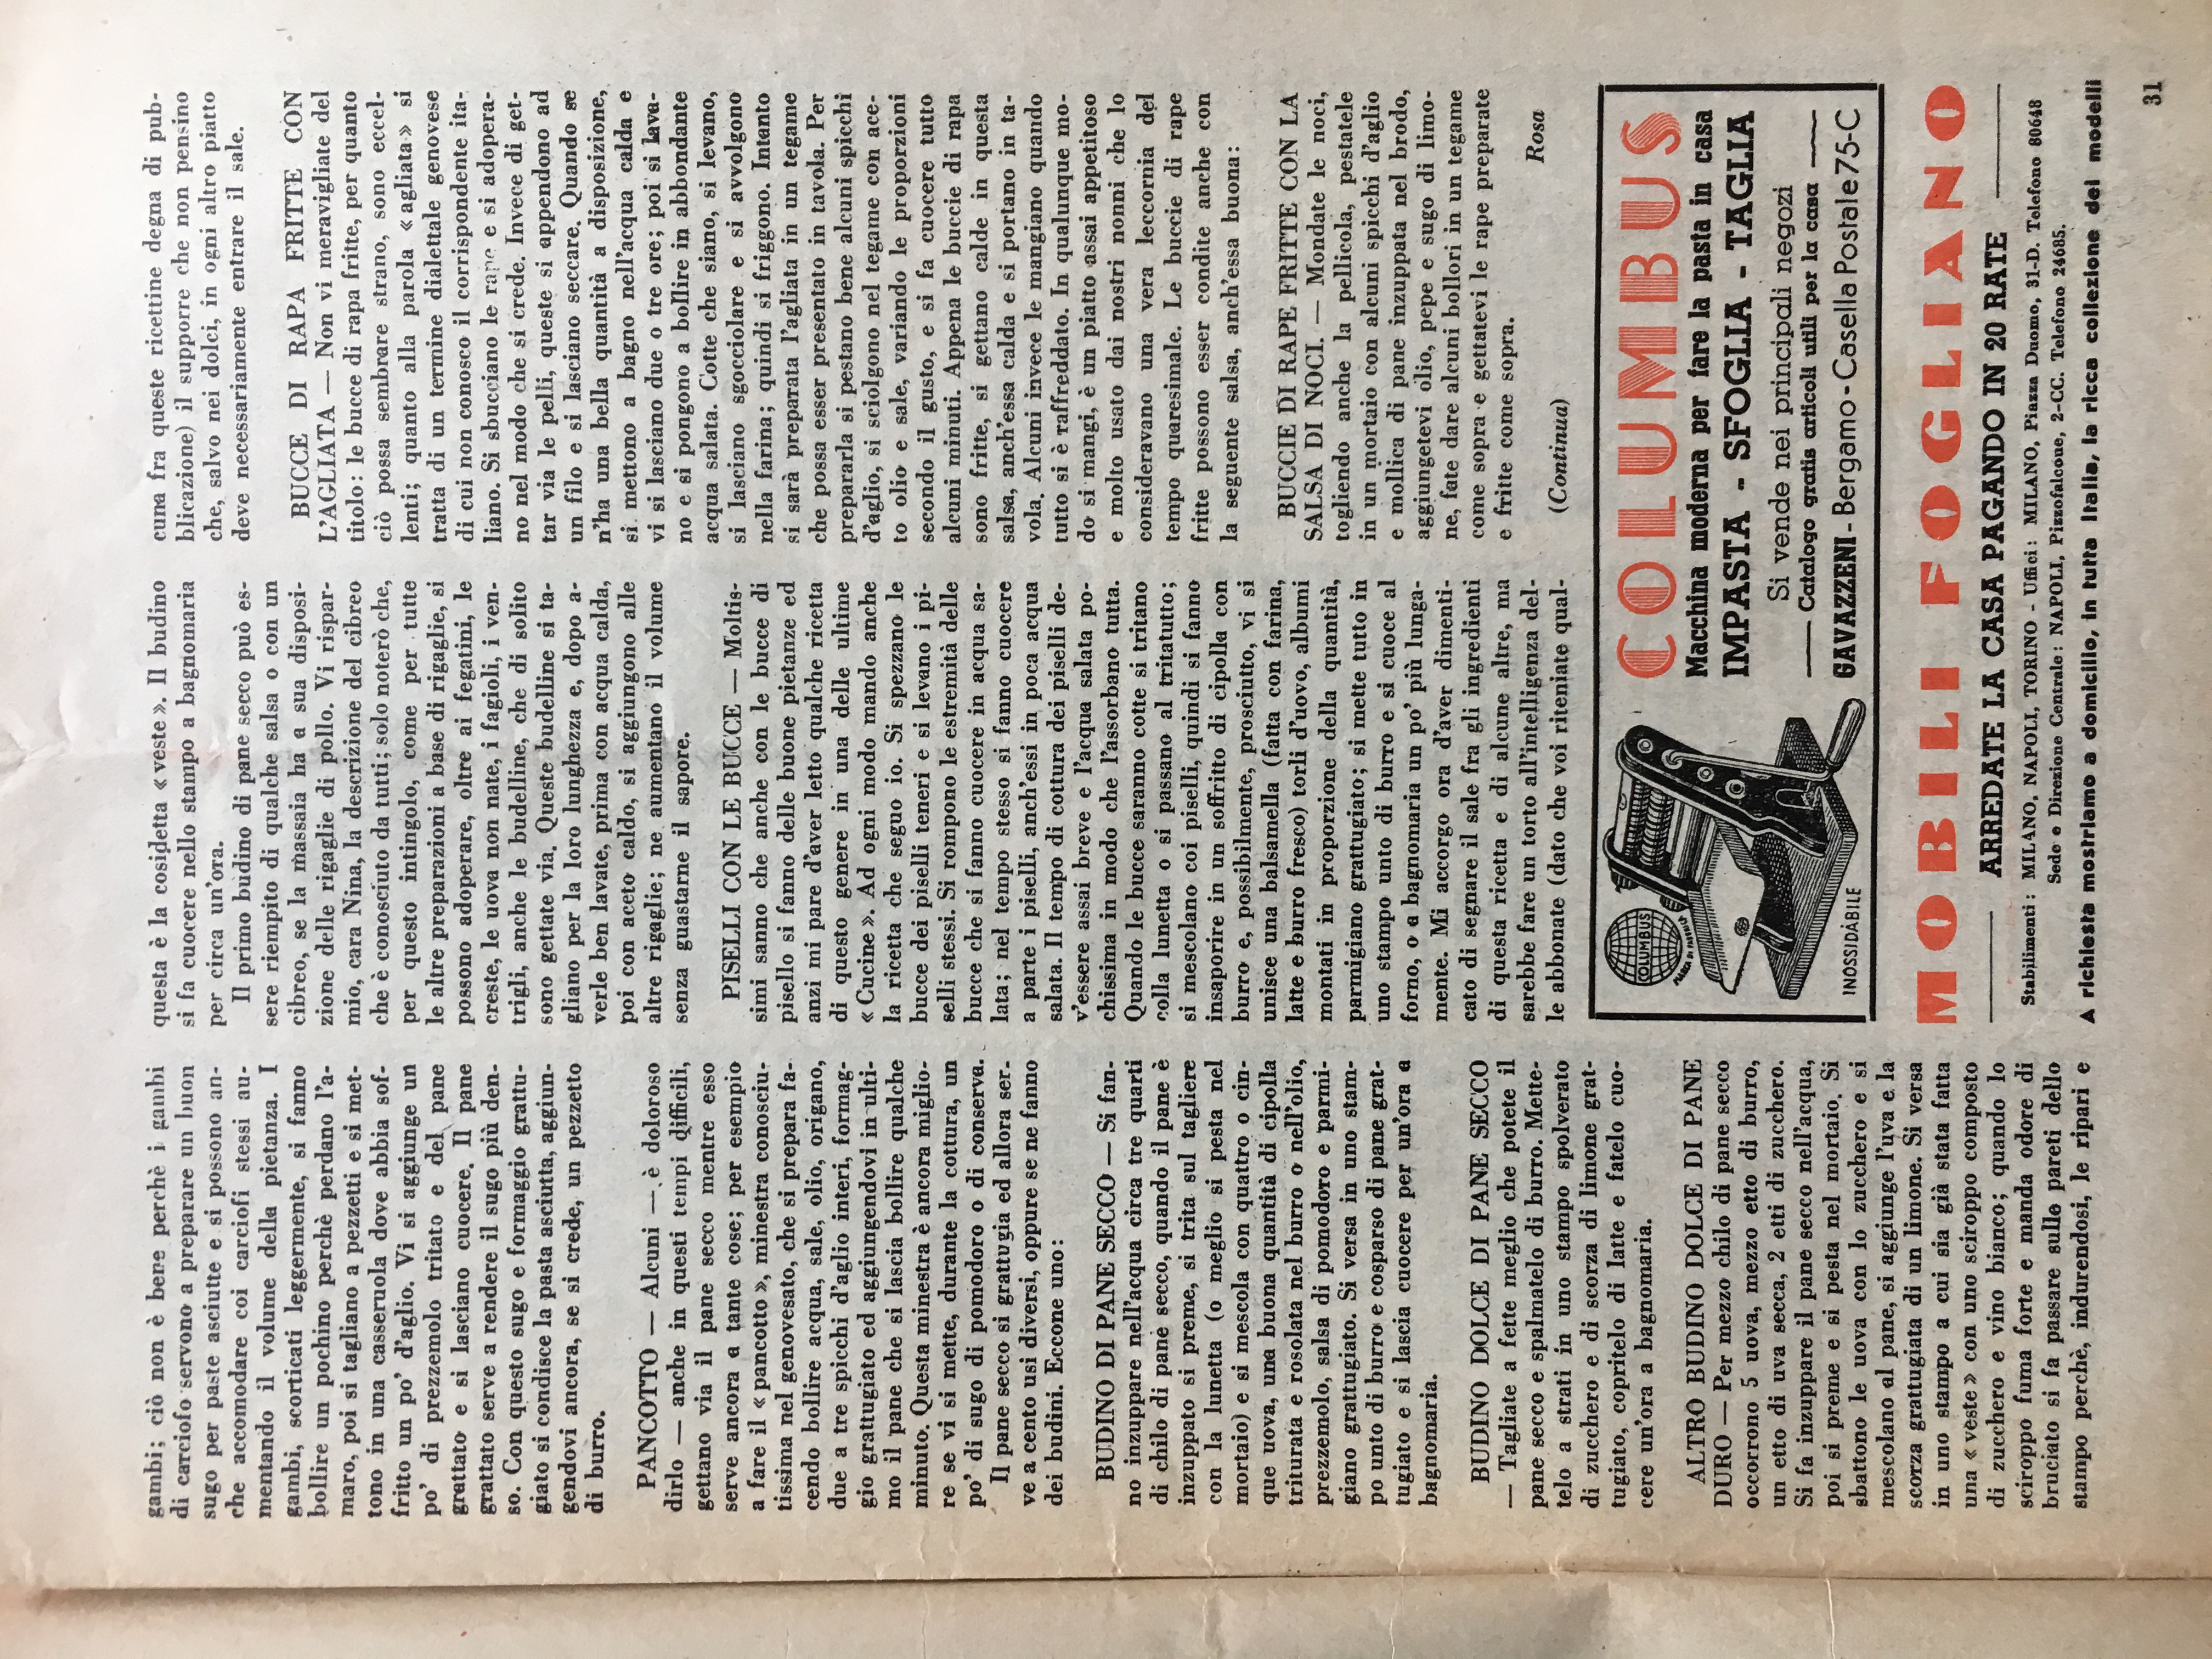 gambi; ciò non è bene perchè i gambi
di carciofo servono a preparare un buon
sugo per paste asciutte e si possono an-
che accomodare coi carciofi stessi au-
mentando il volume della pietanza. I
gambi, scorticati leggermente, si fanno
bollire un pochino perchè perdano l'a-
maro, poi si tagliano a pezzetti e si met-
tono in una casseruola dove abbia sof-
fritto un po' d'aglio. Vi si aggiunge un
po' di prezzemolo tritato e del pane
grattato e si lasciano cuocere. Il pane
grattato serve a rendere il sugo più den-
so. Con questo sugo e formaggio grattu-
giato si condisce la pasta asciutta, aggiun-
gendovi ancora, se si crede, un pezzetto
di burro.
PANCOTTO — Alcuni — è doloroso
dirlo — anche in questi tempi difficili,
gettano via il pane secco mentre esso
serve ancora a tante cose; per esempio
a fare il « pancotto », minestra conosciu-
tissima nel genovesato, che si prepara fa-
cendo bollire acqua, sale, olio, origano,
due a tre spicchi d'aglio interi, formag-
gio grattugiato ed aggiungendovi in ulti-
mo il pane che si lascia bollire qualche
minuto. Questa minestra è ancora miglio-
re se vi si mette, durante la cottura, un
po' di sugo di pomodoro o di conserva.
Il pane secco si grattugia ed allora ser-
ve a cento usi diversi, oppure se ne fanno
dei budini. Eccone uno:
BUDINO DI PANE SECCO — Si fan-
no inzuppare nell'acqua circa tre quarti
di chilo di pane secco, quando il pane è
inzuppato si preme, si trita sul tagliere
con la lunetta (o meglio si pesta nel
mortaio) e si mescola con quattro o cin-
que uova, una buona quantità di cipolla
triturata e rosolata nel burro o nell'olio,
prezzemolo, salsa di pomodoro e parmi-
giano grattugiato. Si versa in uno stam-
po unto di burro e cosparso di pane grat-
tugiato e si lascia cuocere per un'ora a
bagnomaria.
BUDINO DOLCE DI PANE SECCO
— Tagliate a fette meglio che potete il
pane secco e spalmatelo di burro. Mette-
telo a strati in uno stampo spolverato
di zucchero e di scorza di limone grat-
tugiato, copritelo di latte e fatelo cuo-
cere un'ora a bagnomaria.
ALTRO BUDINO DOLCE DI PANE
DURO — Per mezzo chilo di pane secco
occorrono 5 uova, mezzo etto di burro,
un etto di uva secca, 2 etti di zucchero.
Si fa inzuppare il pane secco nell'acqua,
poi si preme e si pesta nel mortaio. Si
sbattono le uova con lo zucchero e si
mescolano al pane, si aggiunge l'uva e la
scorza grattugiata di un limone. Si versa
in uno stampo a cui sia già stata fatta
una « veste » con uno sciroppo composto
di zucchero e vino bianco; quando lo
sciroppo fuma forte e manda odore di
bruciato si fa passare sulle pareti dello
stampo perchè, indurendosi, le ripari e
questa è la cosidetta « veste ». Il budino
si fa cuocere nello stampo a bagnomaria
per circa un'ora.
Il primo budino di pane secco può es-
sere riempito di qualche salsa o con un
cibreo, se la massaia ha a sua disposi-
zione delle rigaglie di pollo. Vi rispar-
mio, cara Nina, la descrizione del cibreo
che è conosciuto da tutti; solo noterò che,
per questo intingolo, come per tutte
le altre preparazioni a base di rigaglie, si
possono adoperare, oltre ai fegatini, le
creste, le uova non nate, i fagioli, i ven-
trigli, anche le budelline, che di solito
sono gettate via. Queste budelline si ta-
gliano per la loro lunghezza e, dopo a-
verle ben lavate, prima con acqua calda,
poi con aceto caldo, si aggiungono alle
altre rigaglie; ne aumentano il volume
senza guastarne il sapore.
PISELLI CON LE BUCCE — Moltis-
simi sanno che anche con le bucce di
pisello si fanno delle buone pietanze ed
anzi mi pare d'aver letto qualche ricetta
di questo genere in una delle ultime
« Cucine ». Ad ogni modo mando anche
la ricetta che seguo io. Si spezzano le
bucce dei piselli teneri e si levano i pi-
selli stessi. Si rompono le estremità delle
bucce che si fanno cuocere in acqua sa-
lata; nel tempo stesso si fanno cuocere
a parte i piselli, anch'essi in poca acqua
salata. Il tempo di cottura dei piselli de-
v'essere assai breve e l'acqua salata po-
chissima in modo che l'assorbano tutta.
Quando le bucce saranno cotte si tritano
colla lunetta o si passano al tritatutto;
si mescolano coi piselli, quindi si fanno
insaporire in un soffritto di cipolla con
burro e, possibilmente, prosciutto, vi si
unisce una balsamella (fatta con farina,
latte e burro fresco) torli d'uovo, albumi
montati in proporzione della quantità,
parmigiano grattugiato; si mette tutto in
uno stampo unto di burro e si cuoce al
forno, o a bagnomaria un po' più lunga-
mente. Mi accorgo ora d'aver dimenti-
cato di segnare il sale fra gli ingredienti
di questa ricetta e di alcune altre, ma
sarebbe fare un torto all'intelligenza del-
le abbonate (dato che voi riteniate qual-
cuna fra queste ricettine degna di pub-
blicazione) il supporre che non pensino
che, salvo nei dolci, in ogni altro piatto
deve necessariamente entrare il sale.
BUCCE DI RAPA FRITTE CON
L'AGLIATA — Non vi meravigliate del
titolo: le bucce di rapa fritte, per quanto
ciò possa sembrare strano, sono eccel-
lenti; quanto alla parola « agliata» si
tratta di un termine dialettale genovese
di cui non conosco il corrispondente ita-
liano. Si sbucciano le rape e si adopera-
no nel modo che si crede. Invece di get-
tar via le pelli, queste si appendono ad
un filo e si lasciano seccare. Quando se
n'ha una bella quantità a disposizione,
si mettono a bagno nell'acqua calda e
vi si lasciano due o tre ore; poi si lava-
no e si pongono a bollire in abbondante
acqua salata. Cotte che siano, si levano,
si lasciano sgocciolare e si avvolgono
nella farina; quindi si friggono. Intanto
si sarà preparata l'agliata in un tegame
che possa esser presentato in tavola. Per
prepararla si pestano bene alcuni spicchi
d'aglio, si sciolgono nel tegame con ace-
to olio e sale, variando le proporzioni
secondo il gusto, e si fa cuocere tutto
alcuni minuti. Appena le buccie di rapa
sono fritte, si gettano calde in questa
salsa, anch'essa calda e si portano in ta-
vola. Alcuni invece le mangiano quando
tutto si è raffreddato. In qualunque mo-
do si mangi, è un piatto assai appetitoso
e molto usato dai nostri nonni che lo
consideravano una vera leccornia del
tempo quaresimale. Le buccie di rape
fritte possono esser condite anche con
la seguente salsa, anch'essa buona:
BUCCIE DI RAPE FRITTE CON LA
SALSA DI NOCI. — Mondate le noci,
togliendo anche la pellicola, pestatele
in un mortaio con alcuni spicchi d'aglio
e mollica di pane inzuppata nel brodo,
aggiungetevi olio, pepe e sugo di limo-
ne, fate dare alcuni bollori in un tegame
come sopra e gettatevi le rape preparate
e fritte come sopra.
(Continua) Rosa
COLUMBUS
MARCA DI FABBRICA
INOSSIDÀBILE
COLUMBUS
Macchina moderna per fare la pasta in casa
IMPASTA - SFOGLIA - TAGLIA
Si vende nei principali negozi
— Catalogo gratis articoli utili per la casa —
GAVAZZENI - Bergamo - Casella Postale 75-C
MOBILI FOGLIANO
— ARREDATE LA CASA PAGANDO IN 20 RATE —
Stabilimenti: MILANO, NAPOLI, TORINO - Uffici: MILANO, Piazza Duomo, 31-D. Telefono 80648
Sede e Direzione Centrale: NAPOLI, Pizzofalcone, 2-CC. Telefono 24685.
A richiesta mostriamo a domicilio, in tutta Italia, la ricca collezione dei modelli
31